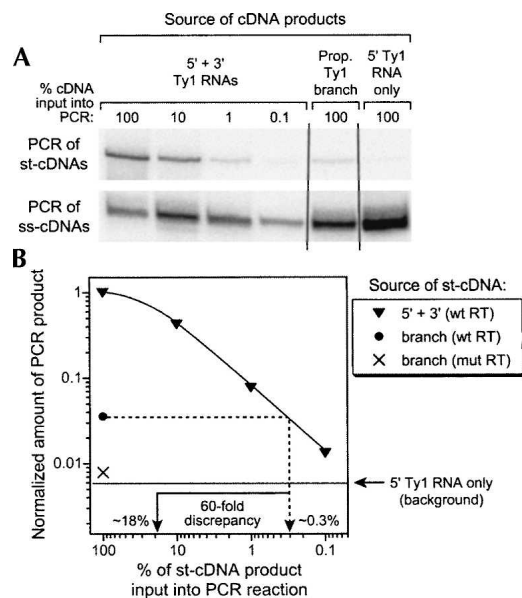 Source of cDNA products
A
5' + 3'
Ty1 RNAs
Prop.
Ty1
branch
5' Ty1
RNA
only
% cDNA
input into
PCR:
100 10 1 0.1 100 100
PCR of
st-cDNAs
PCR of
ss-cDNAs
B
Normalized amount of PCR product
1
0.1
0.01
Source of st-cDNA:
▼ 5' + 3' (wt RT)
● branch (wt RT)
× branch (mut RT)
5' Ty1 RNA only
(background)
60-fold
discrepancy
~18%
~0.3%
100 10 1 0.1
% of st-cDNA product
input into PCR reaction